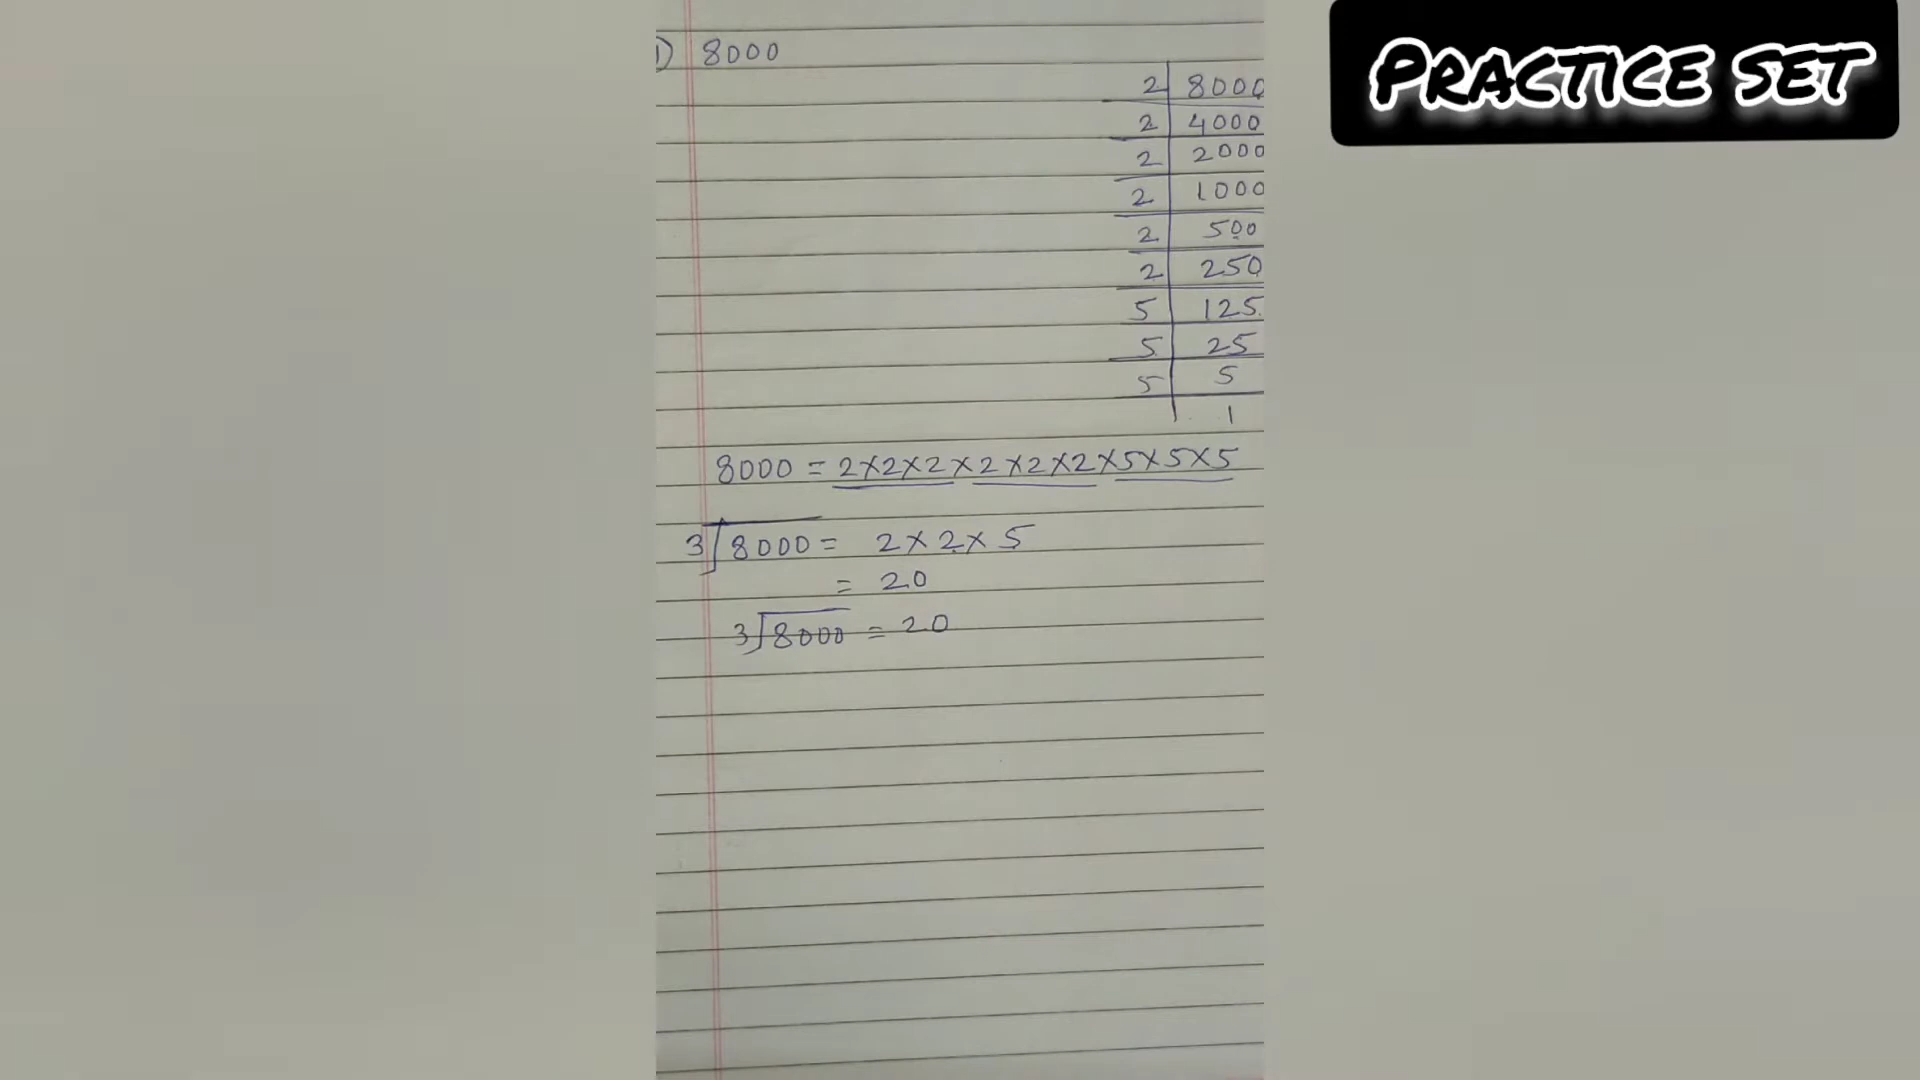 PRACTICE SET
1) 8000
2 | 8000
2 | 4000
2 | 2000
2 | 1000
2 | 500
2 | 250
5 | 125
5 | 25
5 | 5
| 1
8000 = 2×2×2×2×2×2×5×5×5
3√8000 = 2×2×5
= 20
3√8000 = 20